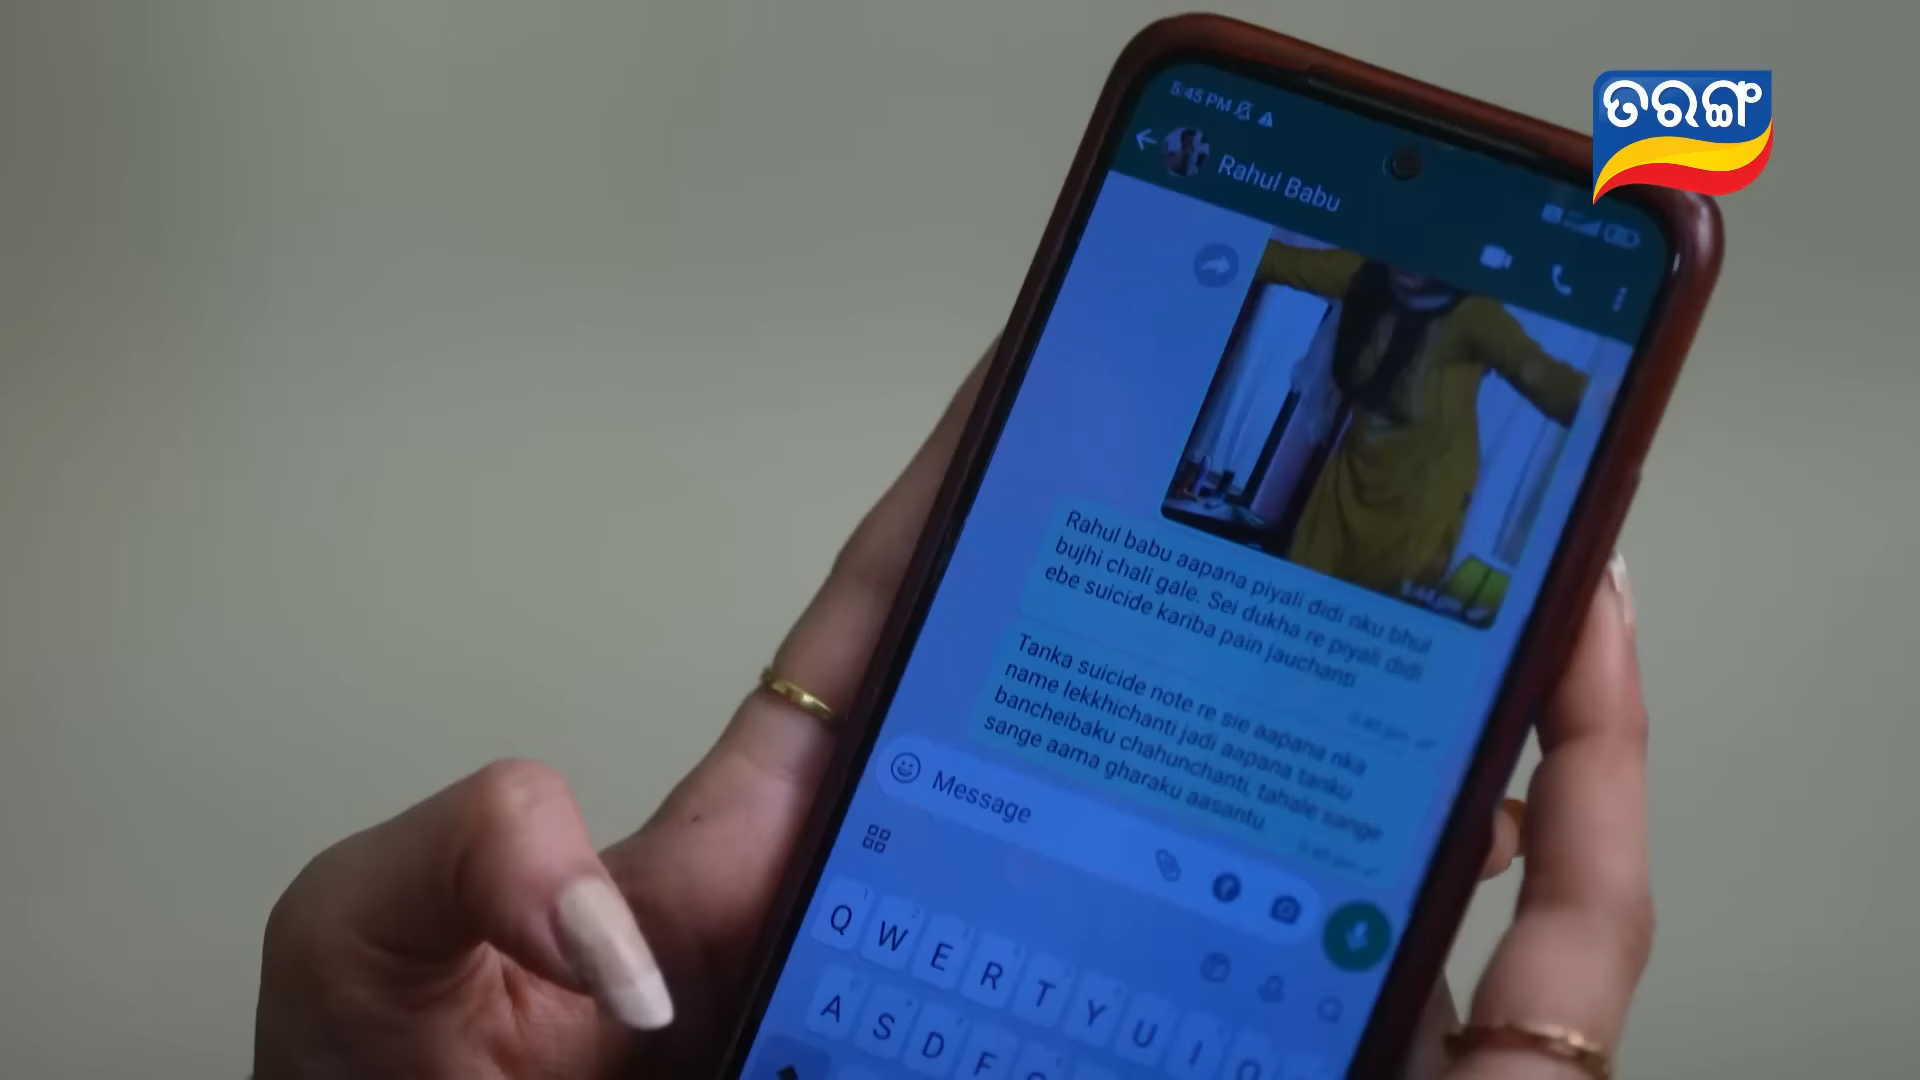 ତରଙ୍ଗ
5:45 PM
Rahul Babu
Rahul babu aapana piyali didi nku bhul
bujhi chali gale. Sei dukha re piyali didi
ebe suicide kariba pain jauchanti
Tanka suicide note re sie aapana nka
name lekkhichanti jadi aapana tanku
bancheibaku chahunchanti, tahale sange
sange aama gharaku aasantu
Message
Q W E R T Y U I O
A S D F